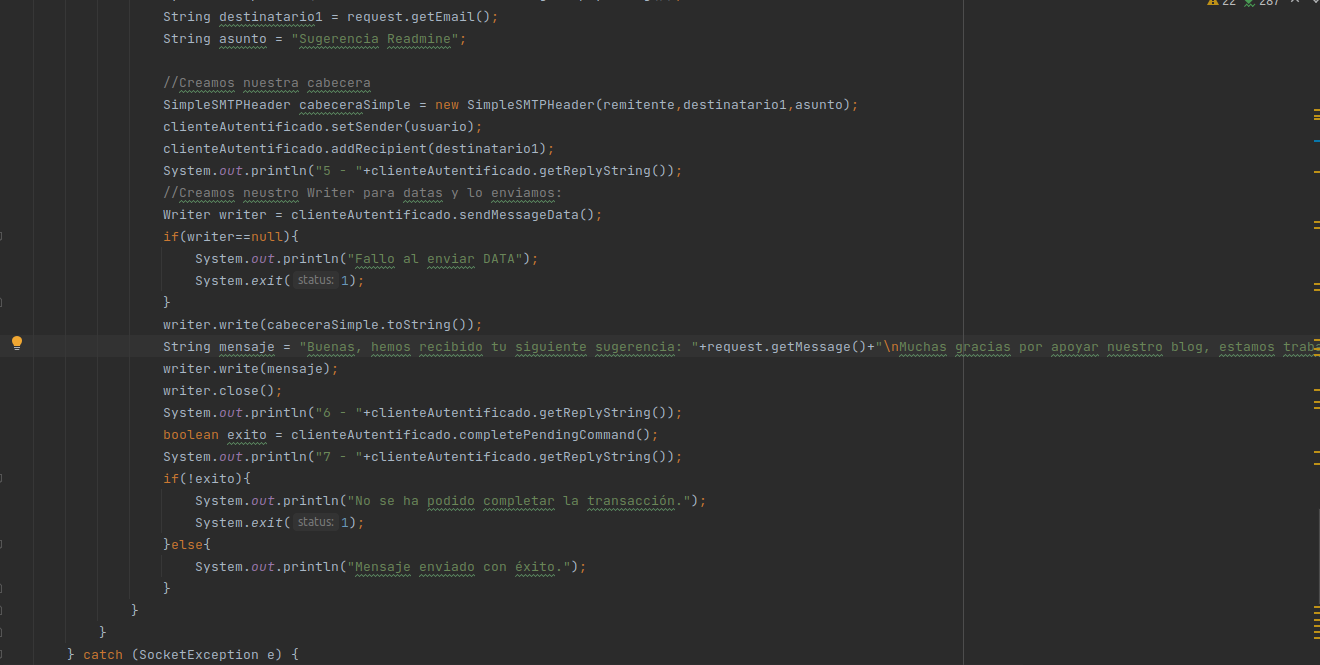 22 287
String destinatario1 = request.getEmail();
String asunto = "Sugerencia Readmine";
//Creamos nuestra cabecera
SimpleSMTPHeader cabeceraSimple = new SimpleSMTPHeader(remitente,destinatario1,asunto);
clienteAutentificado.setSender(usuario);
clienteAutentificado.addRecipient(destinatario1);
System.out.println("5 - "+clienteAutentificado.getReplyString());
//Creamos neustro Writer para datas y lo enviamos:
Writer writer = clienteAutentificado.sendMessageData();
if(writer==null){
System.out.println("Fallo al enviar DATA");
System.exit( status: 1);
}
writer.write(cabeceraSimple.toString());
String mensaje = "Buenas, hemos recibido tu siguiente sugerencia: "+request.getMessage()+"\nMuchas gracias por apoyar nuestro blog, estamos traba
writer.write(mensaje);
writer.close();
System.out.println("6 - "+clienteAutentificado.getReplyString());
boolean exito = clienteAutentificado.completePendingCommand();
System.out.println("7 - "+clienteAutentificado.getReplyString());
if(!exito){
System.out.println("No se ha podido completar la transacción.");
System.exit( status: 1);
}else{
System.out.println("Mensaje enviado con éxito.");
}
}
}
} catch (SocketException e) {